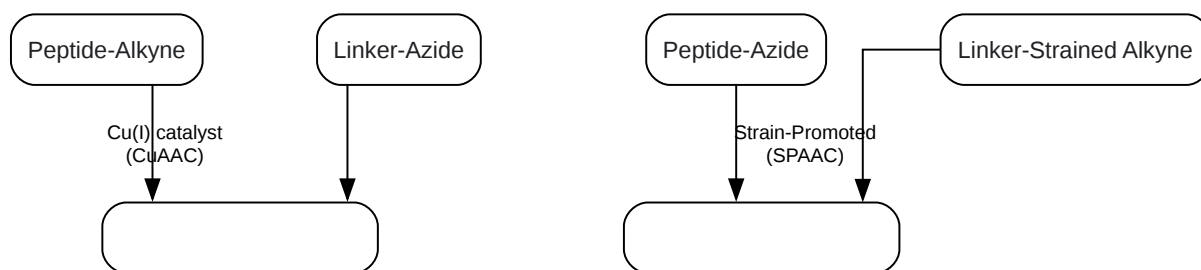 Peptide-Alkyne
Linker-Azide
Peptide-Azide
Linker-Strained Alkyne
Cu(I) catalyst
(CuAAC)
Strain-Promoted
(SPAAC)